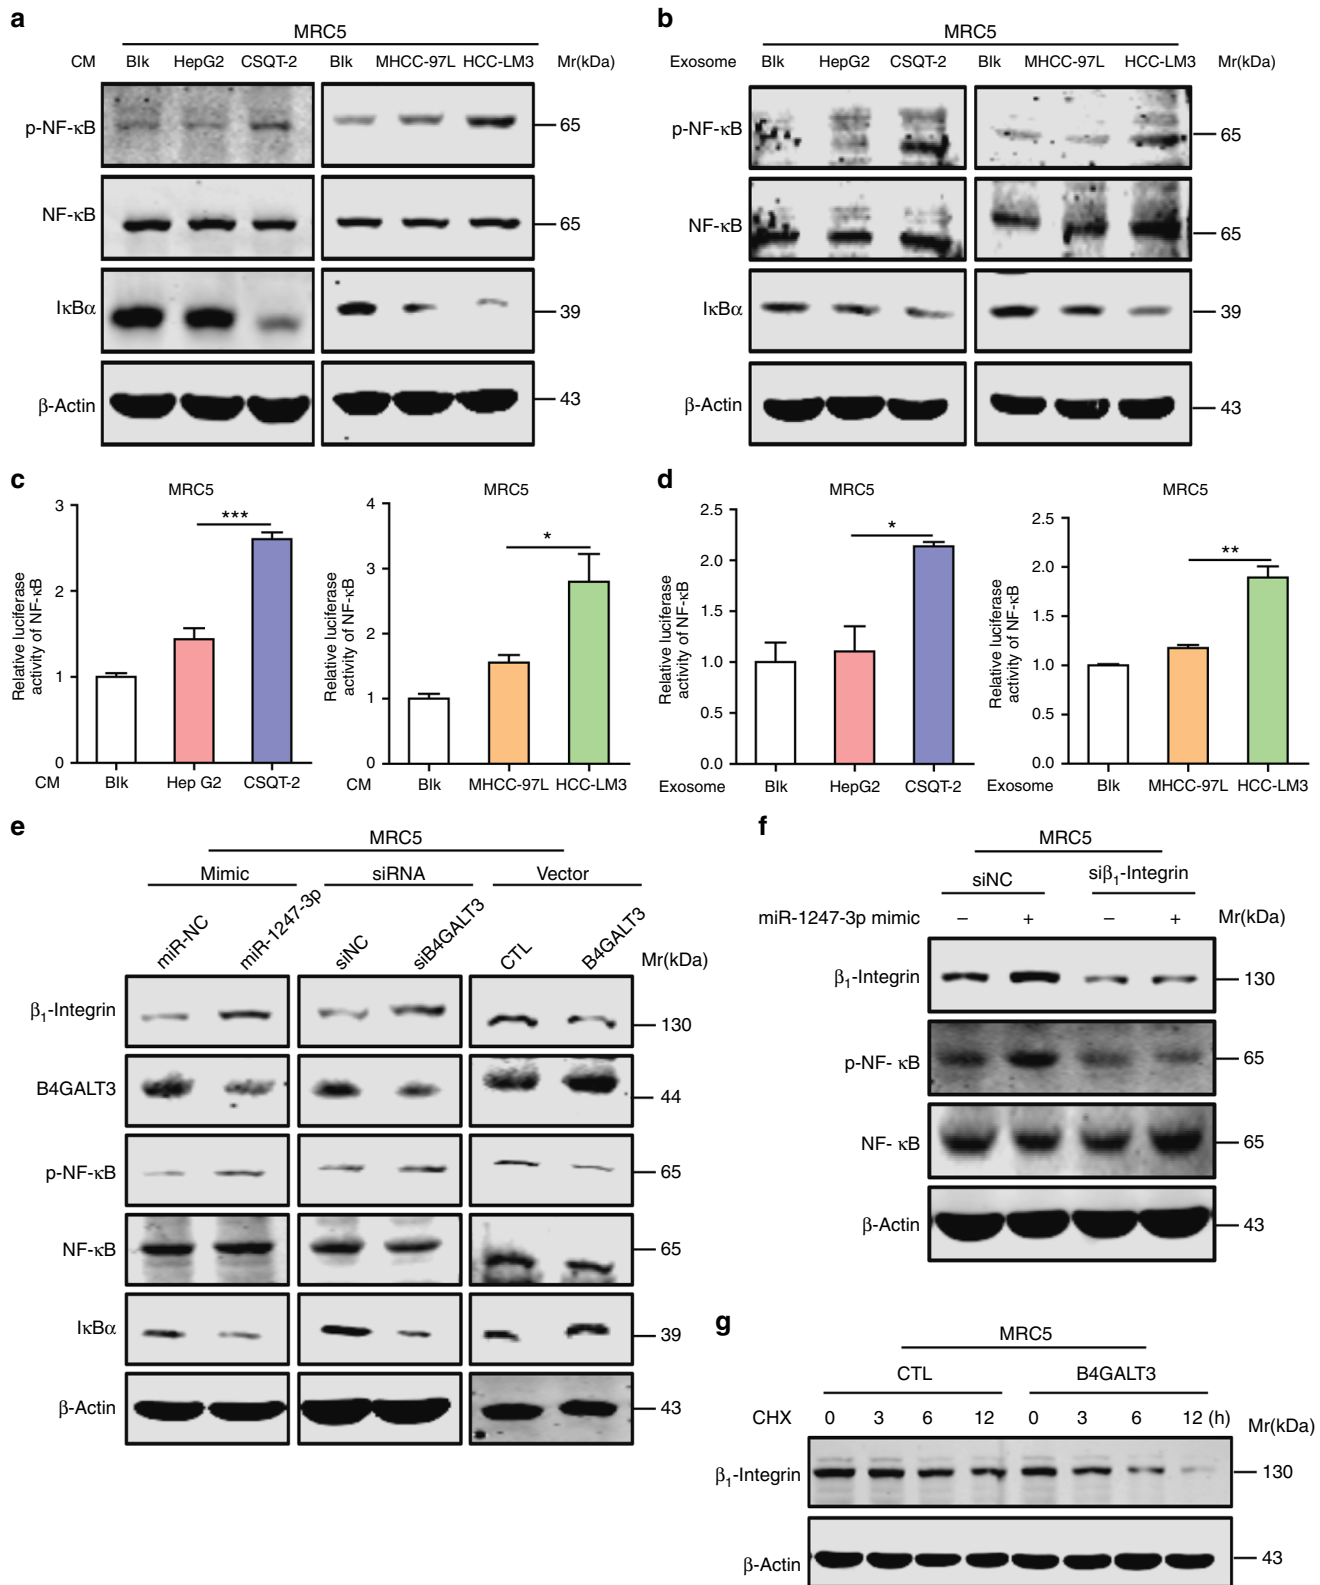 a
MRC5
CM Blk HepG2 CSQT-2 Blk MHCC-97L HCC-LM3 Mr(kDa)
p-NF-κB 65
NF-κB 65
IκBα 39
β-Actin 43
b
MRC5
Exosome Blk HepG2 CSQT-2 Blk MHCC-97L HCC-LM3 Mr(kDa)
p-NF-κB 65
NF-κB 65
IκBα 39
β-Actin 43
c
MRC5
Relative luciferase
activity of NF-κB
3
2
1
0
***
CM Blk Hep G2 CSQT-2
MRC5
Relative luciferase
activity of NF-κB
4
3
2
1
0
*
CM Blk MHCC-97L HCC-LM3
d
MRC5
Relative luciferase
activity of NF-κB
2.5
2.0
1.5
1.0
0.5
0.0
*
Exosome Blk HepG2 CSQT-2
MRC5
Relative luciferase
activity of NF-κB
2.5
2.0
1.5
1.0
0.5
0.0
**
Exosome Blk MHCC-97L HCC-LM3
e
MRC5
Mimic siRNA Vector
miR-NC miR-1247-3p siNC siB4GALT3 CTL B4GALT3 Mr(kDa)
β1-Integrin 130
B4GALT3 44
p-NF-κB 65
NF-κB 65
IκBα 39
β-Actin 43
f
MRC5
siNC siβ1-Integrin
miR-1247-3p mimic – + – + Mr(kDa)
β1-Integrin 130
p-NF- κB 65
NF- κB 65
β-Actin 43
g
MRC5
CTL B4GALT3
CHX 0 3 6 12 0 3 6 12 (h) Mr(kDa)
β1-Integrin 130
β-Actin 43